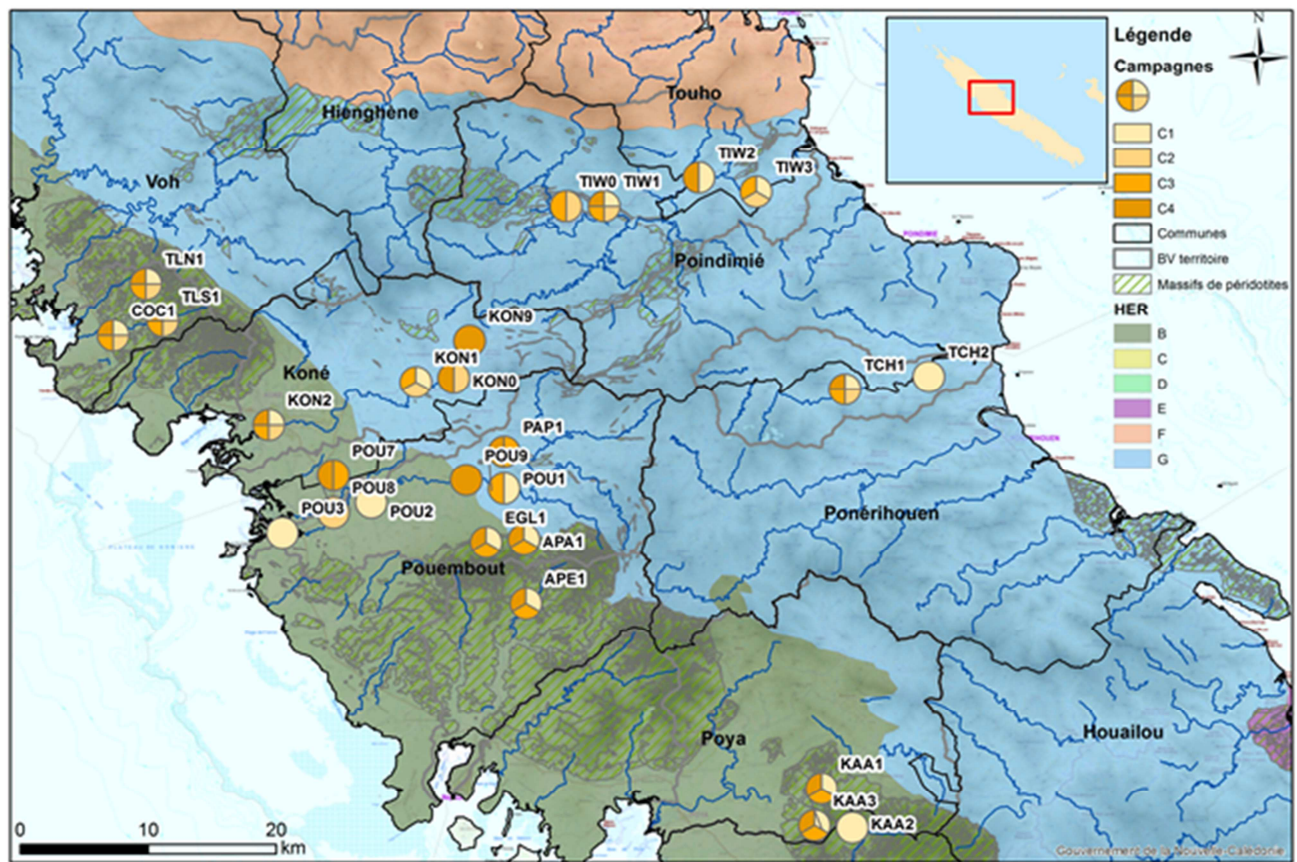 N
Légende
Campagnes
C1
C2
C3
C4
Communes
BV territoire
Massifs de péridotites
HER
B
C
D
E
F
G
Touho
Hienghène
TIW2
TIW3
Voh
TIW0 TIW1
Poindimié
TLN1
TLS1
COC1
KON9
KON1
KON0
Koné
KON2
TCH1
TCH2
PAP1
POU7
POU9
POU8
POU1
POU3
POU2
EGL1
APA1
Ponérihouen
Pouembout
APE1
Poya
Houaïlou
KAA1
KAA3
KAA2
0 10 20
km
Gouvernement de la Nouvelle-Calédonie